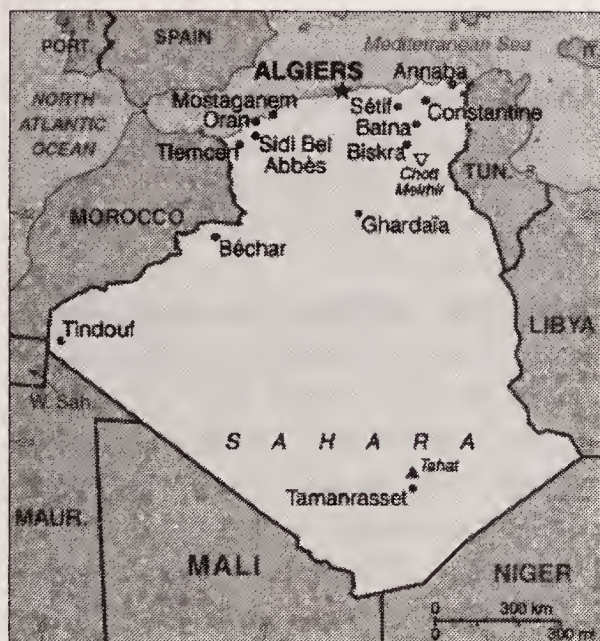 PORT.
SPAIN
Mediterranean Sea
IT.
ALGIERS
Annaba
NORTH
ATLANTIC
OCEAN
Mostaganem
Oran
Sétif
Constantine
Batna
Tlemcen
Sidi Bel
Abbès
Biskra
Chott
Melrhir
TUN.
MOROCCO
Ghardaïa
Béchar
Tindouf
LIBYA
W. Sah.
S A H A R A
Tahat
Tamanrasset
MAUR.
MALI
NIGER
0 300 km
0 300 mi